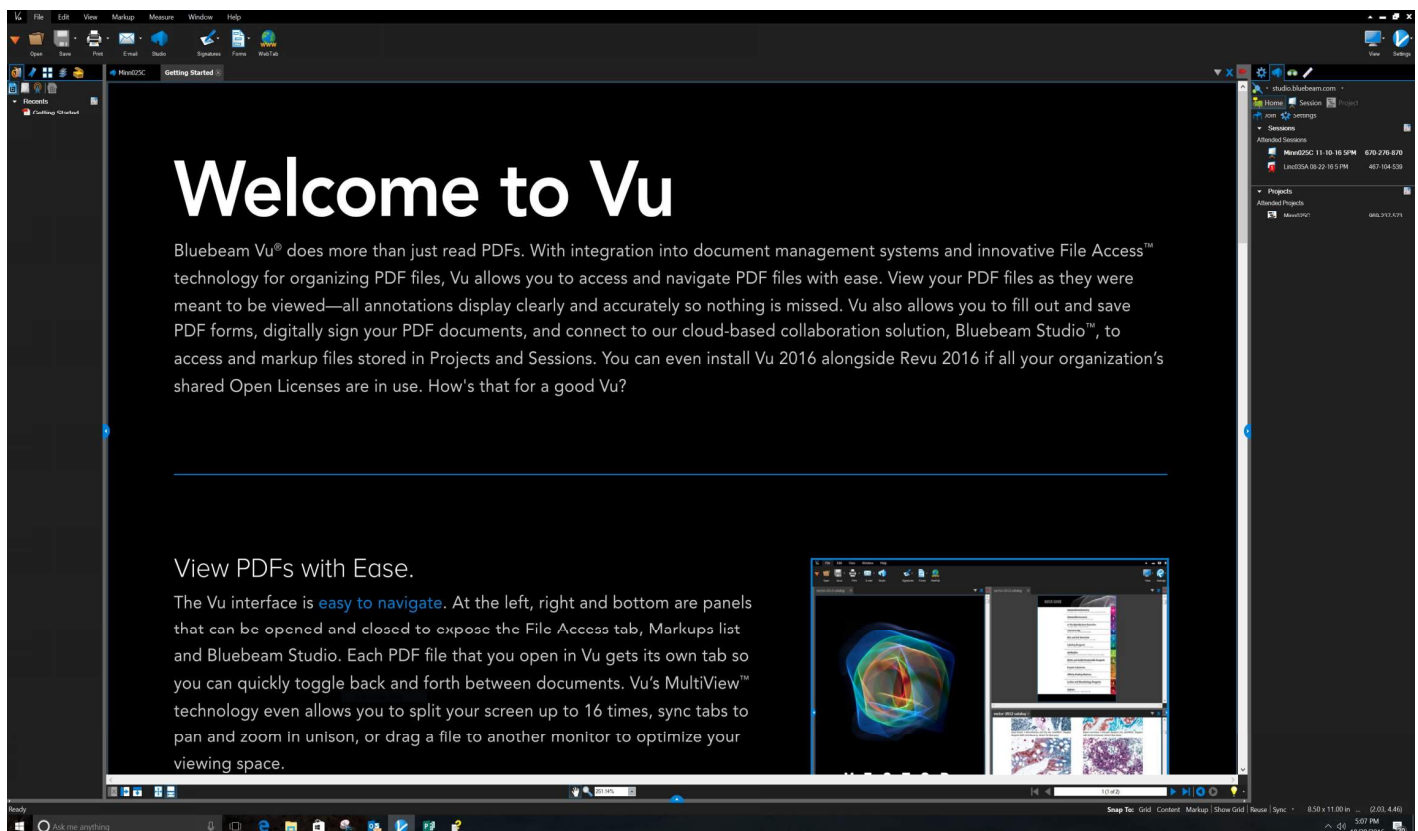 File Edit View Markup Measure Window Help
Open Save Print E-mail Studio Signatures Forms WebTab View Settings
Minn025C Getting Started
studio.bluebeam.com
Home Session Project
Join Settings
Recents
Getting Started
Sessions
Attended Sessions
Minn025C 11-10-16 5PM 670-276-870
Linc035A 08-22-16 5 PM 467-104-539
Projects
Attended Projects
Minn025C
Welcome to Vu
Bluebeam Vu® does more than just read PDFs. With integration into document management systems and innovative File Access™
technology for organizing PDF files, Vu allows you to access and navigate PDF files with ease. View your PDF files as they were
meant to be viewed—all annotations display clearly and accurately so nothing is missed. Vu also allows you to fill out and save
PDF forms, digitally sign your PDF documents, and connect to our cloud-based collaboration solution, Bluebeam Studio™, to
access and markup files stored in Projects and Sessions. You can even install Vu 2016 alongside Revu 2016 if all your organization's
shared Open Licenses are in use. How's that for a good Vu?
View PDFs with Ease.
The Vu interface is easy to navigate. At the left, right and bottom are panels
that can be opened and closed to expose the File Access tab, Markups list
and Bluebeam Studio. Each PDF file that you open in Vu gets its own tab so
you can quickly toggle back and forth between documents. Vu's MultiView™
technology even allows you to split your screen up to 16 times, sync tabs to
pan and zoom in unison, or drag a file to another monitor to optimize your
viewing space.
251.14%
1 (1 of 2)
Ready
Snap To: Grid Content Markup Show Grid Reuse Sync 8.50 x 11.00 in ... (2.03, 4.46)
Ask me anything
5:07 PM